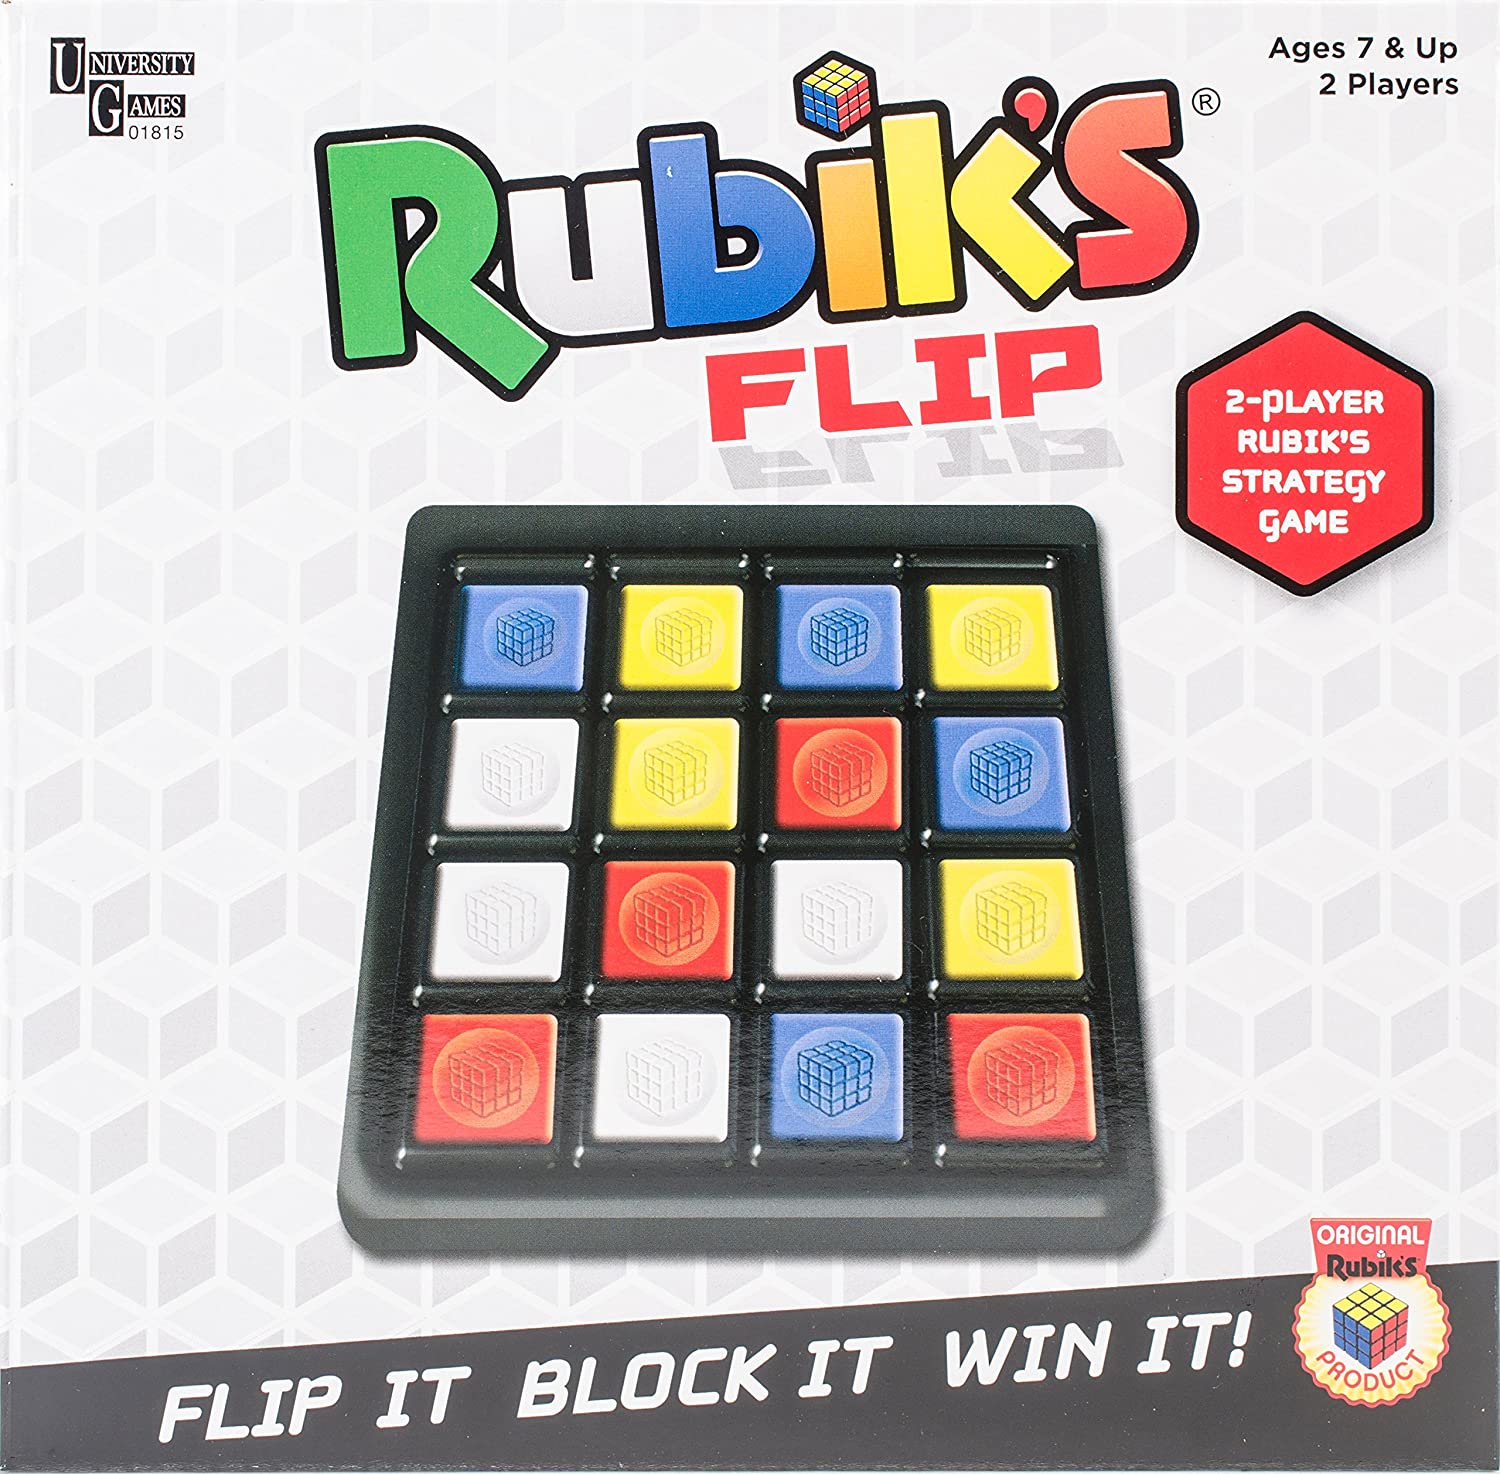 UNIVERSITY
GAMES
01815
Ages 7 & Up
2 Players
Rubik's®
FLIP
2-PLAYER
RUBIK'S
STRATEGY
GAME
ORIGINAL
Rubik's
PRODUCT
FLIP IT BLOCK IT WIN IT!